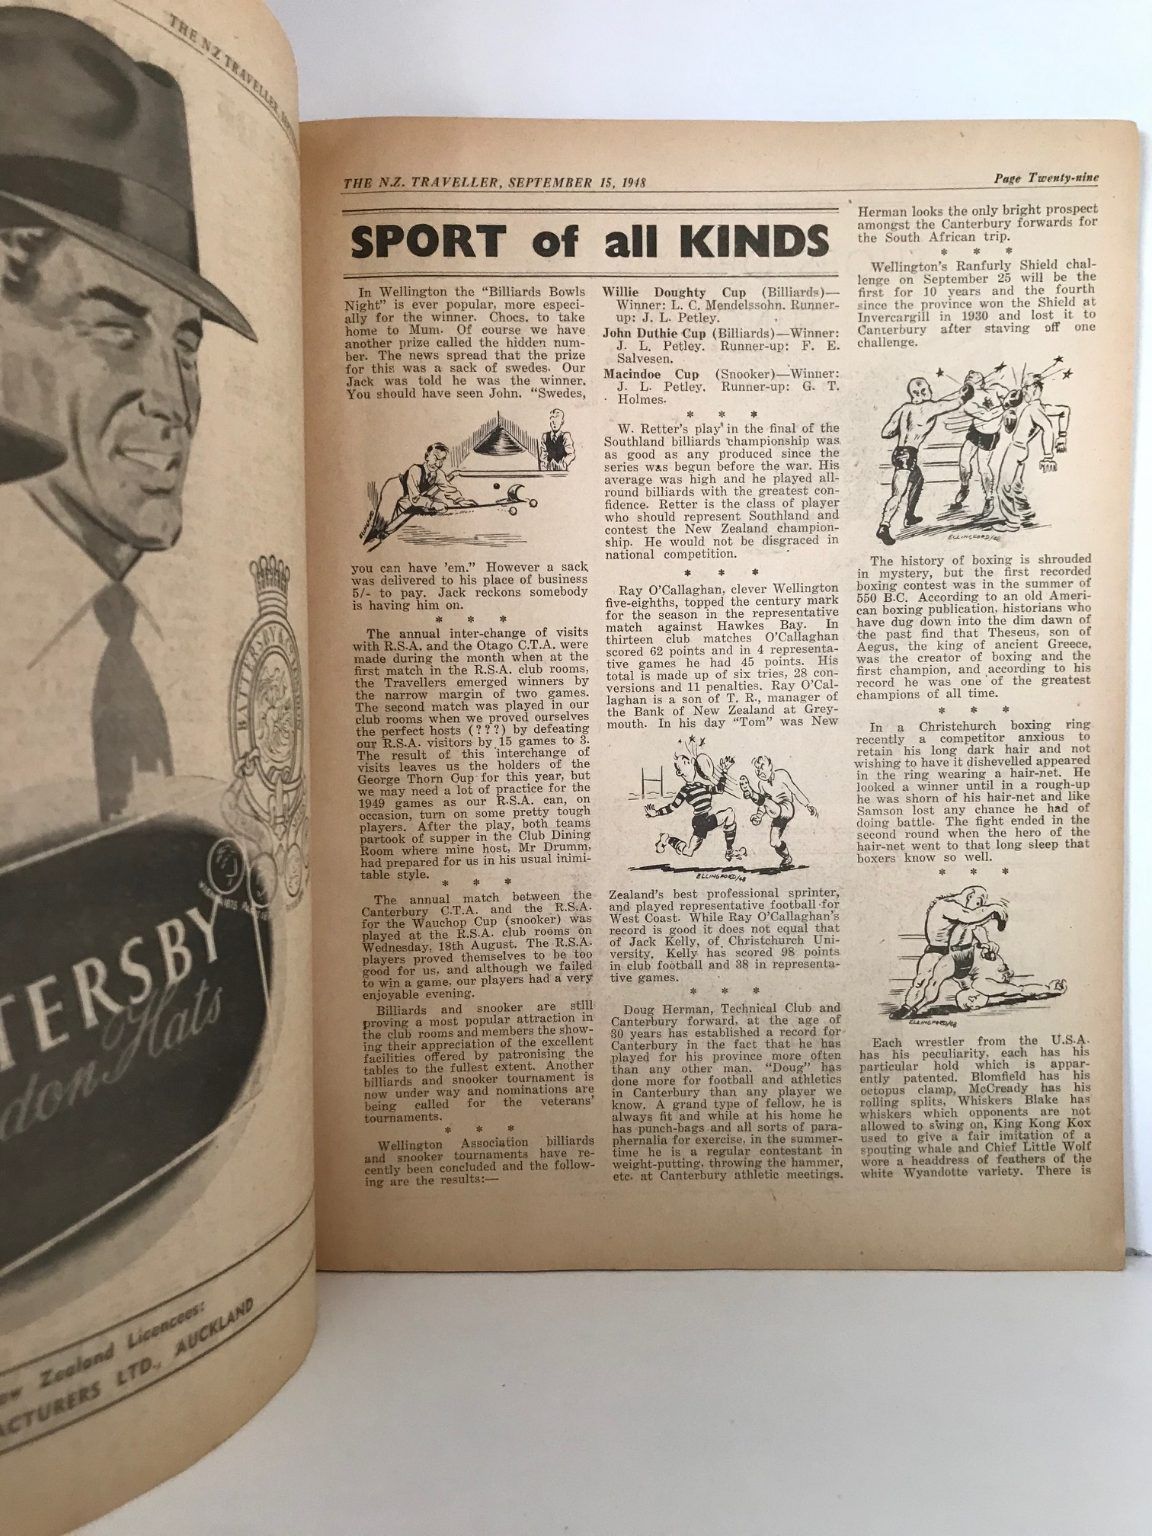 THE N.Z. TRAVELLER,
TERSBY
don Hats
BATTERSBY
ew Zealand Licencees:
ACTURERS LTD., AUCKLAND
THE N.Z. TRAVELLER, SEPTEMBER 15, 1948
Page Twenty-nine
SPORT of all KINDS
In Wellington the "Billiards Bowls
Night" is ever popular, more especi-
ally for the winner. Chocs. to take
home to Mum. Of course we have
another prize called the hidden num-
ber. The news spread that the prize
for this was a sack of swedes. Our
Jack was told he was the winner.
You should have seen John. "Swedes,
you can have 'em." However a sack
was delivered to his place of business
5/- to pay. Jack reckons somebody
is having him on.
* * *
The annual inter-change of visits
with R.S.A. and the Otago C.T.A. were
made during the month when at the
first match in the R.S.A. club rooms,
the Travellers emerged winners by
the narrow margin of two games.
The second match was played in our
club rooms when we proved ourselves
the perfect hosts (???) by defeating
our R.S.A. visitors by 15 games to 3.
The result of this interchange of
visits leaves us the holders of the
George Thorn Cup for this year, but
we may need a lot of practice for the
1949 games as our R.S.A. can, on
occasion, turn on some pretty tough
players. After the play, both teams
partook of supper in the Club Dining
Room where mine host, Mr Drumm,
had prepared for us in his usual inimi-
table style.
* * *
The annual match between the
Canterbury C.T.A. and the R.S.A.
for the Wauchop Cup (snooker) was
played at the R.S.A. club rooms on
Wednesday, 18th August. The R.S.A.
players proved themselves to be too
good for us, and although we failed
to win a game, our players had a very
enjoyable evening.
Billiards and snooker are still
proving a most popular attraction in
the club rooms and members the show-
ing their appreciation of the excellent
facilities offered by patronising the
tables to the fullest extent. Another
billiards and snooker tournament is
now under way and nominations are
being called for the veterans'
tournaments.
* * *
Wellington Association billiards
and snooker tournaments have re-
cently been concluded and the follow-
ing are the results:—
Willie Doughty Cup (Billiards)—
Winner: L. C. Mendelssohn. Runner-
up: J. L. Petley.
John Duthie Cup (Billiards)—Winner:
J. L. Petley. Runner-up: F. E.
Salvesen.
Macindoe Cup (Snooker)—Winner:
J. L. Petley. Runner-up: G. T.
Holmes.
* * *
W. Retter's play in the final of the
Southland billiards championship was
as good as any produced since the
series was begun before the war. His
average was high and he played all-
round billiards with the greatest con-
fidence. Retter is the class of player
who should represent Southland and
contest the New Zealand champion-
ship. He would not be disgraced in
national competition.
* * *
Ray O'Callaghan, clever Wellington
five-eighths, topped the century mark
for the season in the representative
match against Hawkes Bay. In
thirteen club matches O'Callaghan
scored 62 points and in 4 representa-
tive games he had 45 points. His
total is made up of six tries, 28 con-
versions and 11 penalties. Ray O'Cal-
laghan is a son of T. R., manager of
the Bank of New Zealand at Grey-
mouth. In his day "Tom" was New
ELLINGFORD/48
Zealand's best professional sprinter,
and played representative football for
West Coast. While Ray O'Callaghan's
record is good it does not equal that
of Jack Kelly, of Christchurch Uni-
versity. Kelly has scored 98 points
in club football and 38 in representa-
tive games.
* * *
Doug Herman, Technical Club and
Canterbury forward, at the age of
30 years has established a record for
Canterbury in the fact that he has
played for his province more often
than any other man. "Doug" has
done more for football and athletics
in Canterbury than any player we
know. A grand type of fellow, he is
always fit and while at his home he
has punch-bags and all sorts of para-
phernalia for exercise, in the summer-
time he is a regular contestant in
weight-putting, throwing the hammer,
etc. at Canterbury athletic meetings.
Herman looks the only bright prospect
amongst the Canterbury forwards for
the South African trip.
* * *
Wellington's Ranfurly Shield chal-
lenge on September 25 will be the
first for 10 years and the fourth
since the province won the Shield at
Invercargill in 1930 and lost it to
Canterbury after staving off one
challenge.
ELLINGFORD/48
The history of boxing is shrouded
in mystery, but the first recorded
boxing contest was in the summer of
550 B.C. According to an old Ameri-
can boxing publication, historians who
have dug down into the dim dawn of
the past find that Theseus, son of
Aegus, the king of ancient Greece,
was the creator of boxing and the
first champion, and according to his
record he was one of the greatest
champions of all time.
* * *
In a Christchurch boxing ring
recently a competitor anxious to
retain his long dark hair and not
wishing to have it dishevelled appeared
in the ring wearing a hair-net. He
looked a winner until in a rough-up
he was shorn of his hair-net and like
Samson lost any chance he had of
doing battle. The fight ended in the
second round when the hero of the
hair-net went to that long sleep that
boxers know so well.
* * *
ELLINGFORD/48
Each wrestler from the U.S.A.
has his peculiarity, each has his
particular hold which is appar-
ently patented. Blomfield has his
octopus clamp, McCready has his
rolling splits, Whiskers Blake has
whiskers which opponents are not
allowed to swing on, King Kong Kox
used to give a fair imitation of a
spouting whale and Chief Little Wolf
wore a headdress of feathers of the
white Wyandotte variety. There is